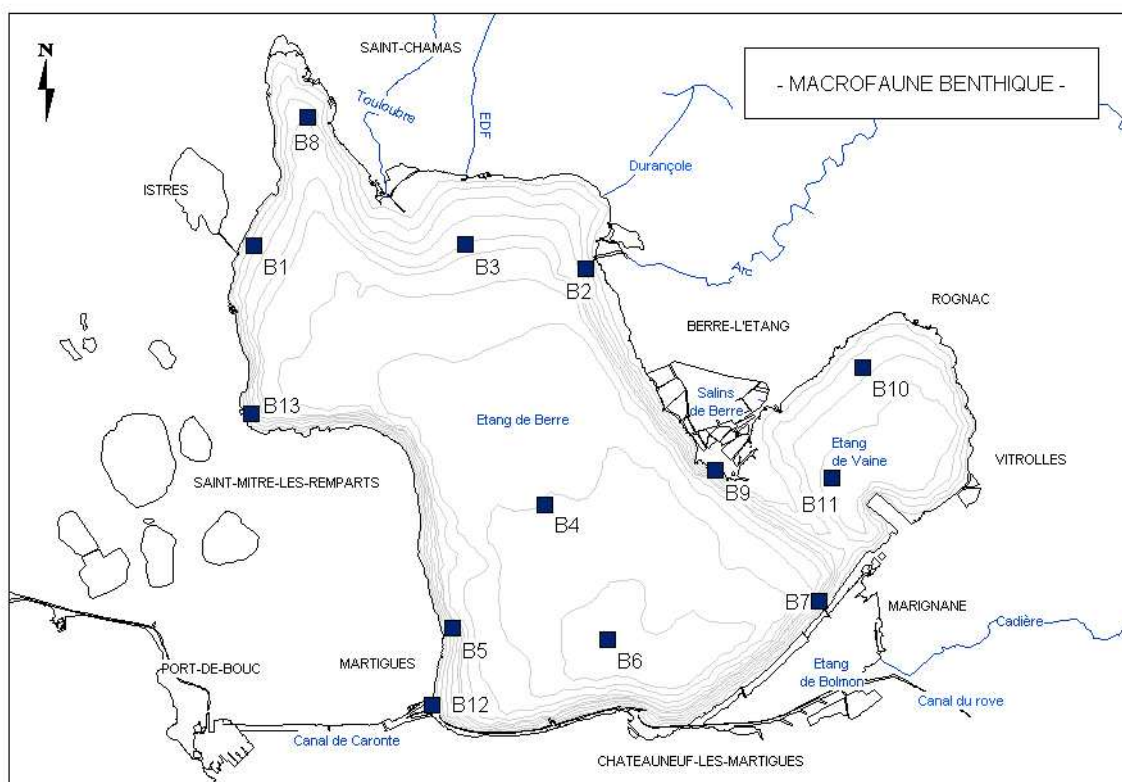 N
SAINT-CHAMAS
- MACROFAUNE BENTHIQUE -
Touloubre
EDF
B8
Durançole
ISTRES
B1
B3
B2
Arc
ROGNAC
BERRE-L'ETANG
B10
B13
Salins
de Berre
Etang de Berre
Etang
de Vaine
VITROLLES
SAINT-MITRE-LES-REMPARTS
B9
B11
B4
B7
MARIGNANE
Cadière
B5
B6
MARTIGUES
PORT-DE-BOUC
Etang
de Bolmon
B12
Canal du rove
Canal de Caronte
CHATEAUNEUF-LES-MARTIGUES